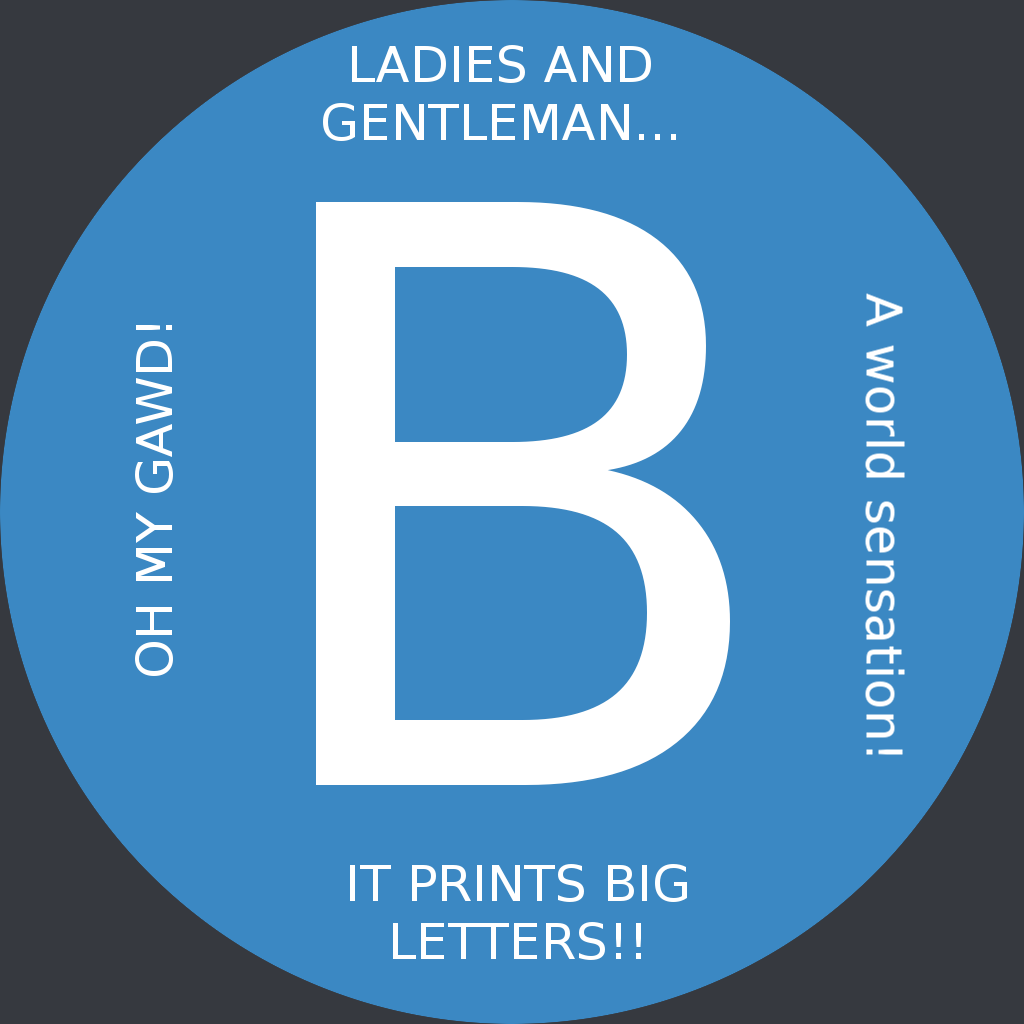 LADIES AND
GENTLEMAN...
OH MY GAWD!
B
A world sensation!
IT PRINTS BIG
LETTERS!!